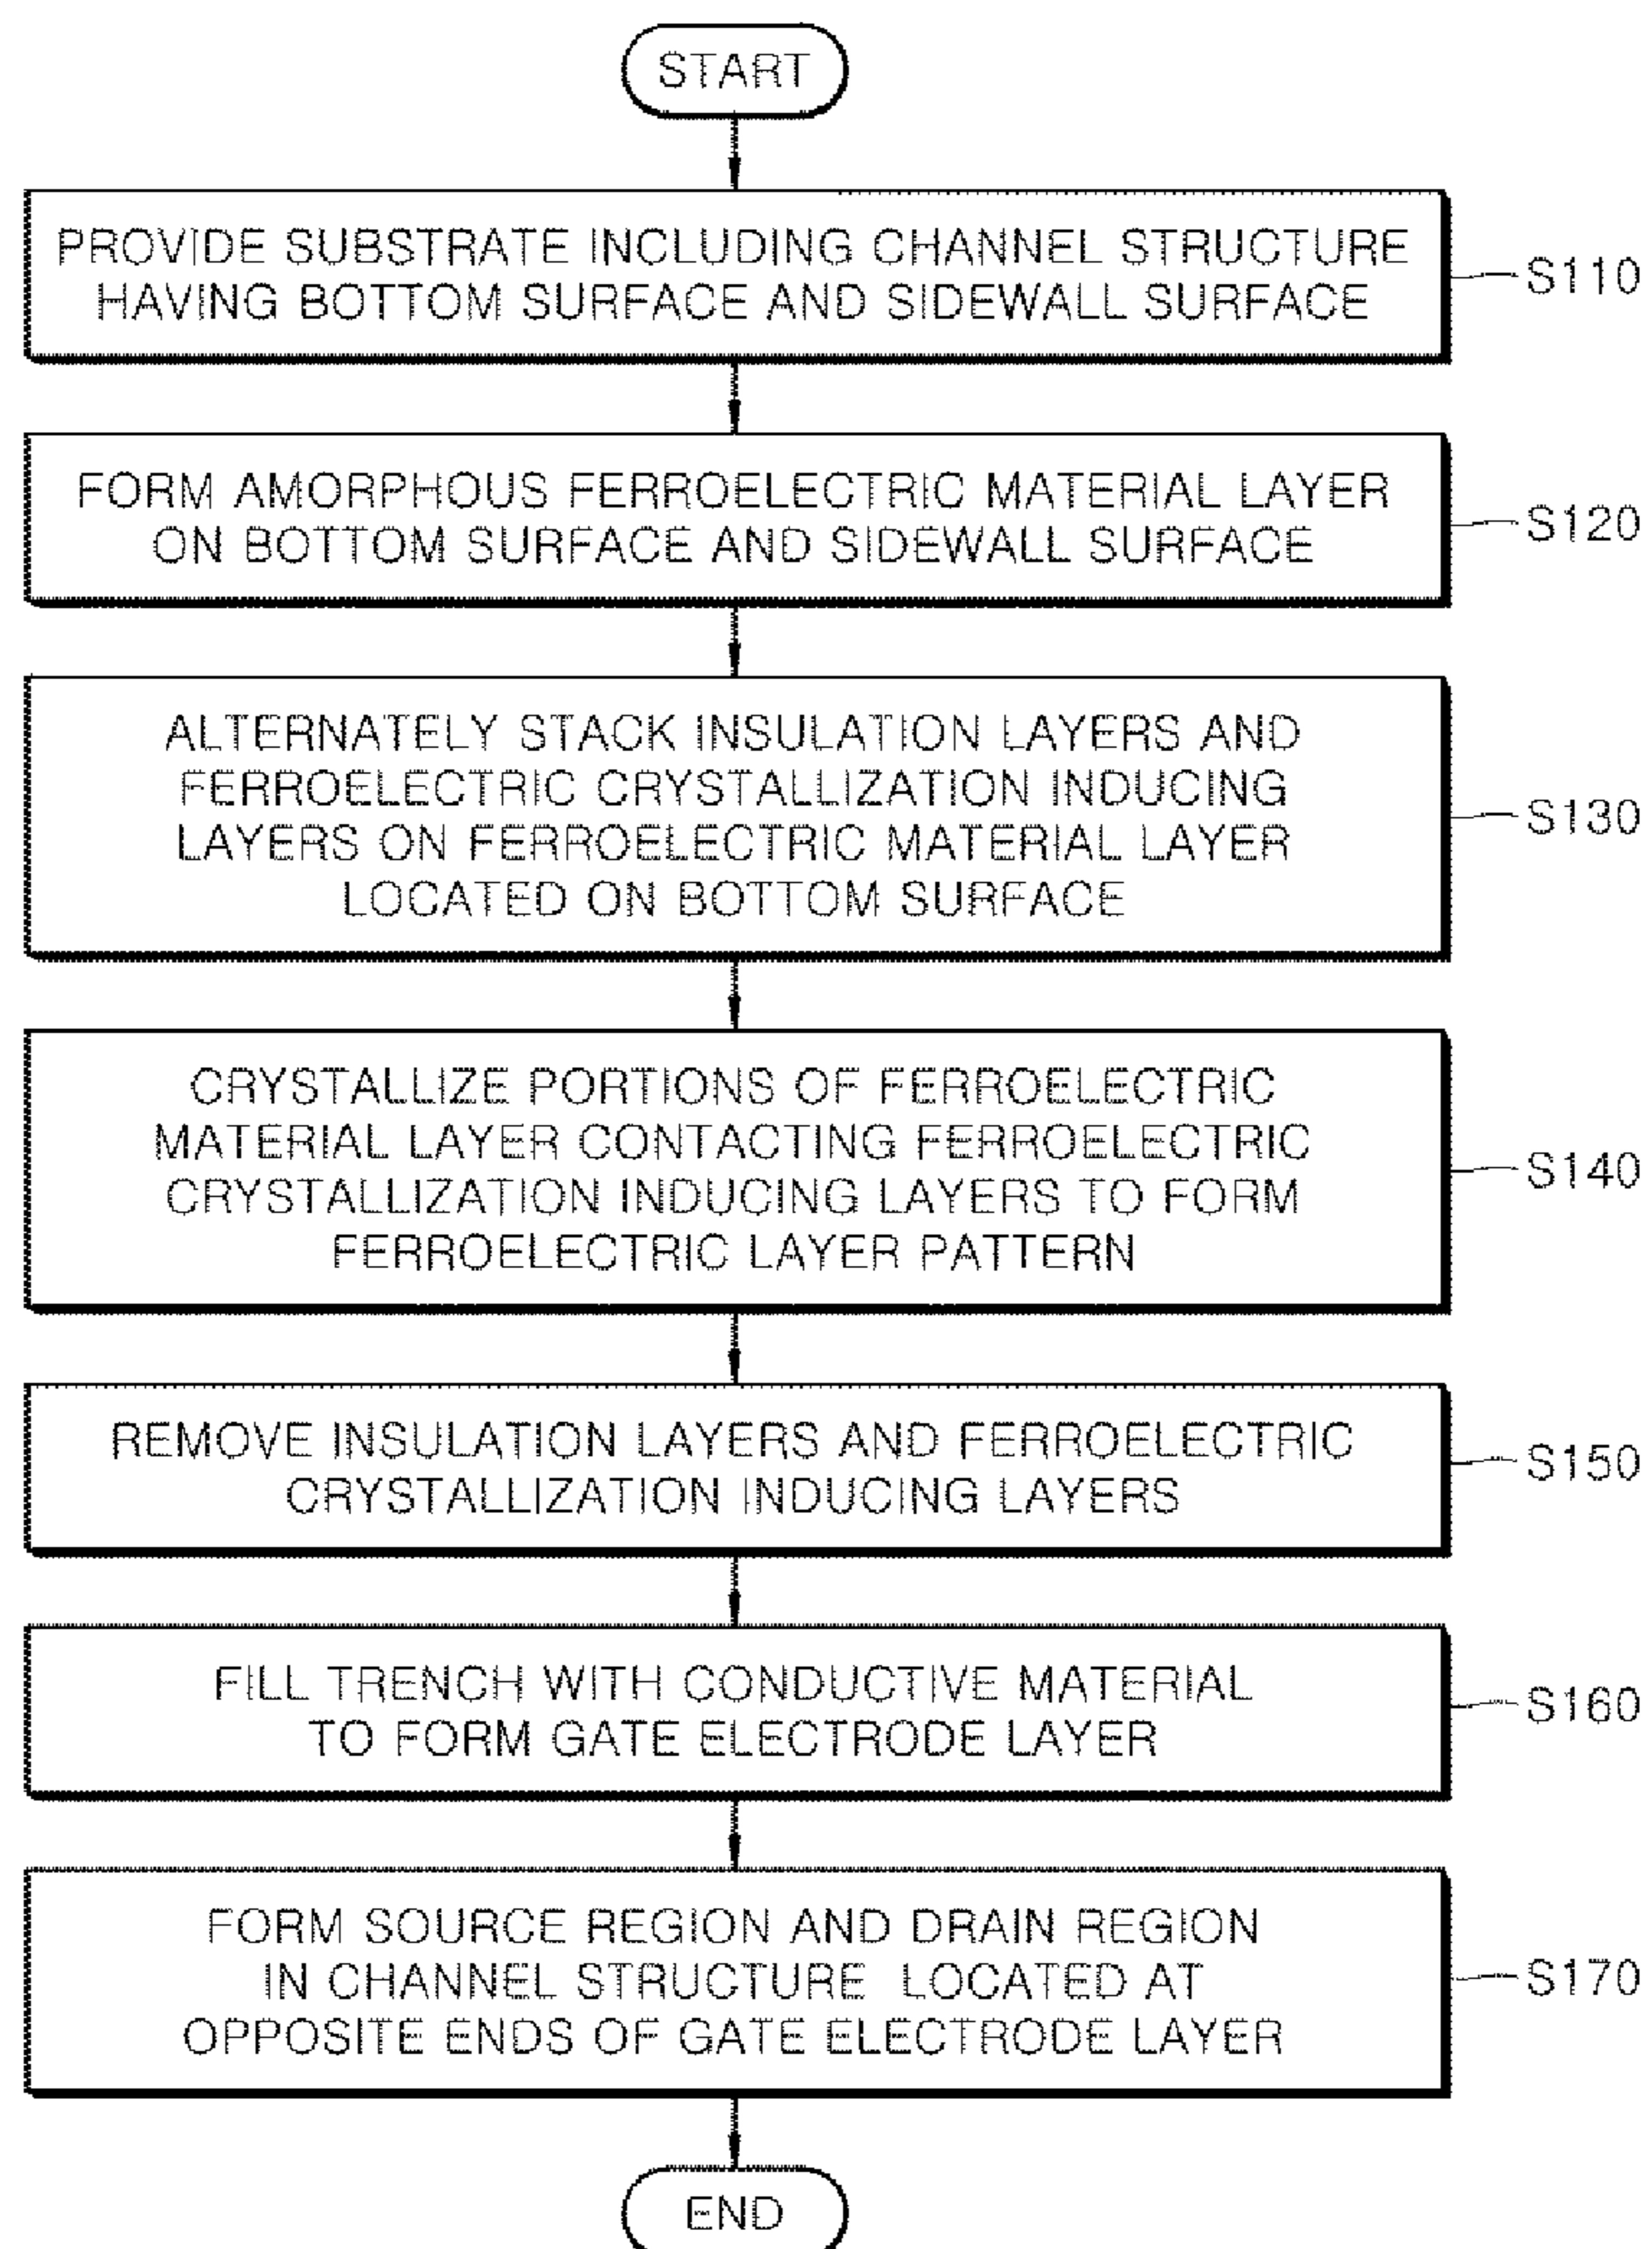 START
PROVIDE SUBSTRATE INCLUDING CHANNEL STRUCTURE
HAVING BOTTOM SURFACE AND SIDEWALL SURFACE
S110
FORM AMORPHOUS FERROELECTRIC MATERIAL LAYER
ON BOTTOM SURFACE AND SIDEWALL SURFACE
S120
ALTERNATELY STACK INSULATION LAYERS AND
FERROELECTRIC CRYSTALLIZATION INDUCING
LAYERS ON FERROELECTRIC MATERIAL LAYER
LOCATED ON BOTTOM SURFACE
S130
CRYSTALLIZE PORTIONS OF FERROELECTRIC
MATERIAL LAYER CONTACTING FERROELECTRIC
CRYSTALLIZATION INDUCING LAYERS TO FORM
FERROELECTRIC LAYER PATTERN
S140
REMOVE INSULATION LAYERS AND FERROELECTRIC
CRYSTALLIZATION INDUCING LAYERS
S150
FILL TRENCH WITH CONDUCTIVE MATERIAL
TO FORM GATE ELECTRODE LAYER
S160
FORM SOURCE REGION AND DRAIN REGION
IN CHANNEL STRUCTURE LOCATED AT
OPPOSITE ENDS OF GATE ELECTRODE LAYER
S170
END